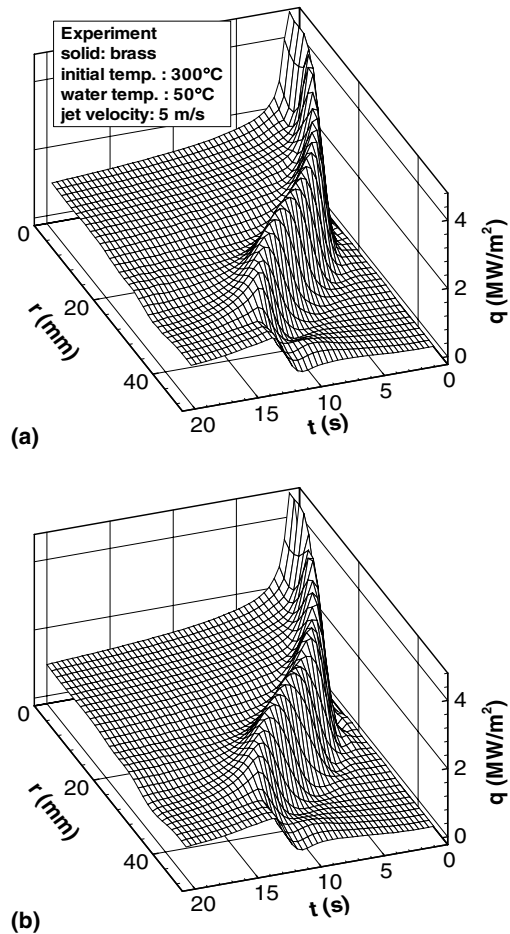 Experiment
solid: brass
initial temp. : 300°C
water temp. : 50°C
jet velocity: 5 m/s
4
2
0
q (MW/m²)
0
20
40
r (mm)
20
15
10
5
0
t (s)
(a)
4
2
0
q (MW/m²)
0
20
40
r (mm)
20
15
10
5
0
t (s)
(b)